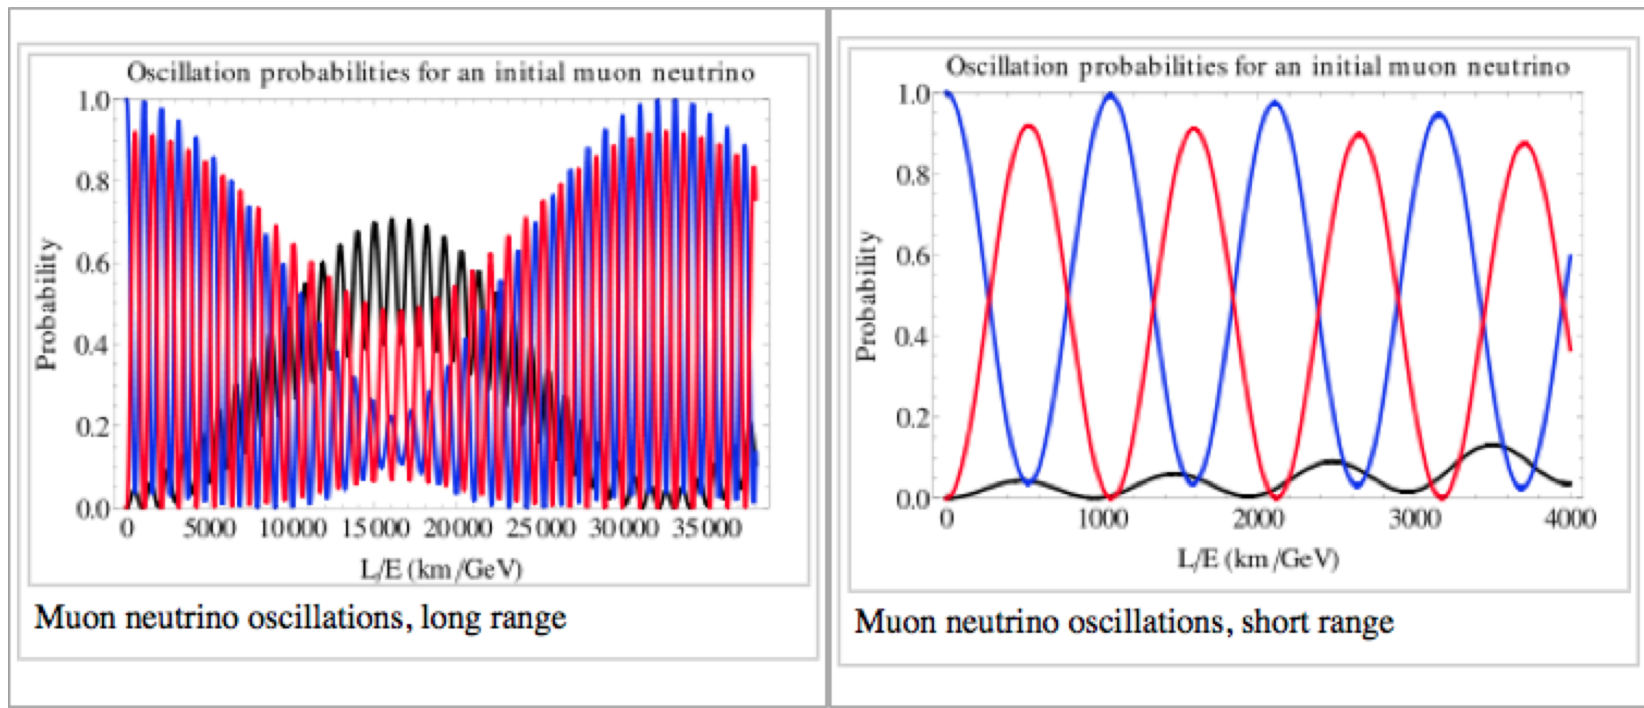 Oscillation probabilities for an initial muon neutrino
1.0
0.8
0.6
0.4
0.2
0.0
Probability
0 5000 10000 15000 20000 25000 30000 35000
L/E (km/GeV)
Muon neutrino oscillations, long range
Oscillation probabilities for an initial muon neutrino
1.0
0.8
0.6
0.4
0.2
0.0
Probability
0 1000 2000 3000 4000
L/E (km/GeV)
Muon neutrino oscillations, short range